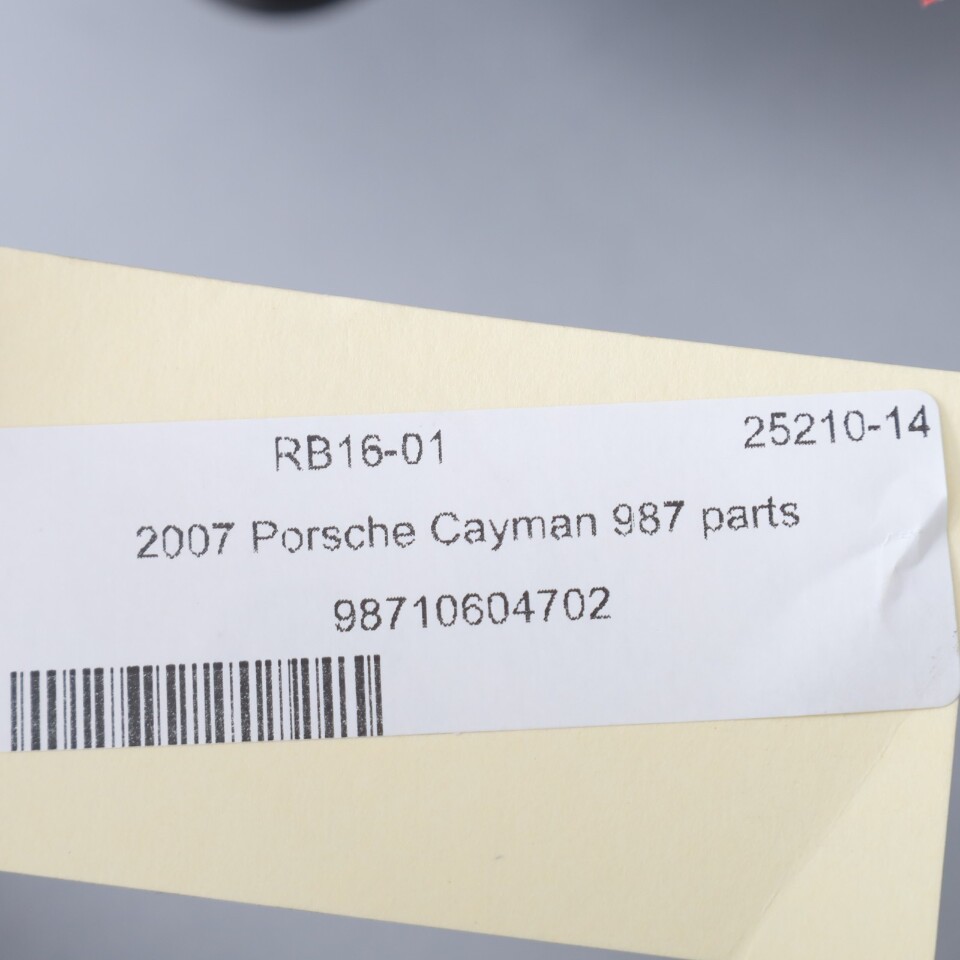 RB16-01 25210-14
2007 Porsche Cayman 987 parts
98710604702